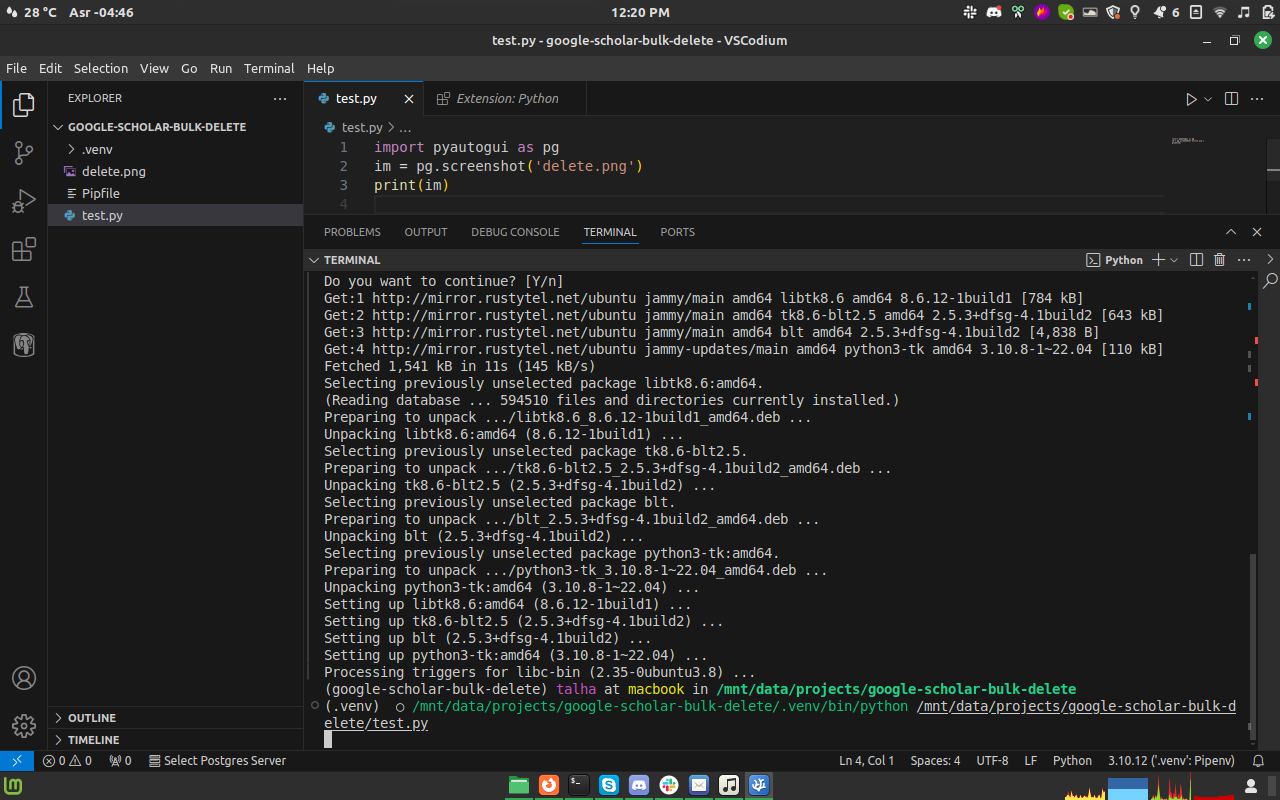 28 °C Asr -04:46 12:20 PM 6
test.py - google-scholar-bulk-delete - VSCodium
File Edit Selection View Go Run Terminal Help
EXPLORER ···
test.py Extension: Python
GOOGLE-SCHOLAR-BULK-DELETE
.venv
delete.png
Pipfile
test.py
test.py > ...
1 import pyautogui as pg
2 im = pg.screenshot('delete.png')
3 print(im)
4
PROBLEMS OUTPUT DEBUG CONSOLE TERMINAL PORTS
TERMINAL Python
Do you want to continue? [Y/n]
Get:1 http://mirror.rustytel.net/ubuntu jammy/main amd64 libtk8.6 amd64 8.6.12-1build1 [784 kB]
Get:2 http://mirror.rustytel.net/ubuntu jammy/main amd64 tk8.6-blt2.5 amd64 2.5.3+dfsg-4.1build2 [643 kB]
Get:3 http://mirror.rustytel.net/ubuntu jammy/main amd64 blt amd64 2.5.3+dfsg-4.1build2 [4,838 B]
Get:4 http://mirror.rustytel.net/ubuntu jammy-updates/main amd64 python3-tk amd64 3.10.8-1~22.04 [110 kB]
Fetched 1,541 kB in 11s (145 kB/s)
Selecting previously unselected package libtk8.6:amd64.
(Reading database ... 594510 files and directories currently installed.)
Preparing to unpack .../libtk8.6_8.6.12-1build1_amd64.deb ...
Unpacking libtk8.6:amd64 (8.6.12-1build1) ...
Selecting previously unselected package tk8.6-blt2.5.
Preparing to unpack .../tk8.6-blt2.5_2.5.3+dfsg-4.1build2_amd64.deb ...
Unpacking tk8.6-blt2.5 (2.5.3+dfsg-4.1build2) ...
Selecting previously unselected package blt.
Preparing to unpack .../blt_2.5.3+dfsg-4.1build2_amd64.deb ...
Unpacking blt (2.5.3+dfsg-4.1build2) ...
Selecting previously unselected package python3-tk:amd64.
Preparing to unpack .../python3-tk_3.10.8-1~22.04_amd64.deb ...
Unpacking python3-tk:amd64 (3.10.8-1~22.04) ...
Setting up libtk8.6:amd64 (8.6.12-1build1) ...
Setting up tk8.6-blt2.5 (2.5.3+dfsg-4.1build2) ...
Setting up blt (2.5.3+dfsg-4.1build2) ...
Setting up python3-tk:amd64 (3.10.8-1~22.04) ...
Processing triggers for libc-bin (2.35-0ubuntu3.8) ...
(google-scholar-bulk-delete) talha at macbook in /mnt/data/projects/google-scholar-bulk-delete
(.venv) ○ /mnt/data/projects/google-scholar-bulk-delete/.venv/bin/python /mnt/data/projects/google-scholar-bulk-d
elete/test.py
OUTLINE
TIMELINE
0 0 0 Select Postgres Server Ln 4, Col 1 Spaces: 4 UTF-8 LF Python 3.10.12 ('.venv': Pipenv)